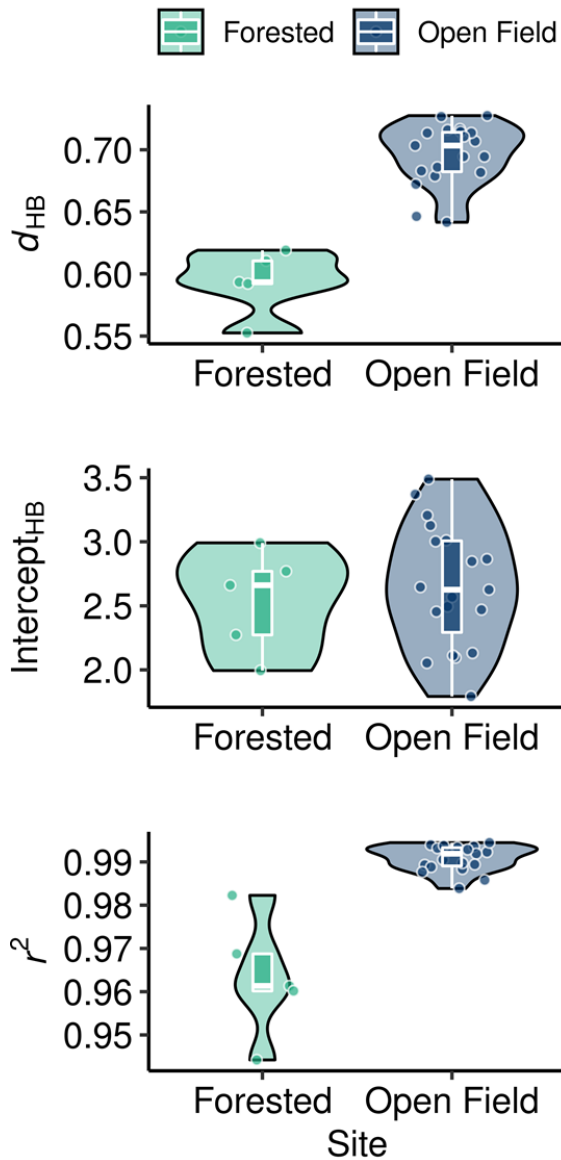 Forested Open Field
d_HB
0.70
0.65
0.60
0.55
Forested Open Field
Intercept_HB
3.5
3.0
2.5
2.0
Forested Open Field
r²
0.99
0.98
0.97
0.96
0.95
Forested Open Field
Site